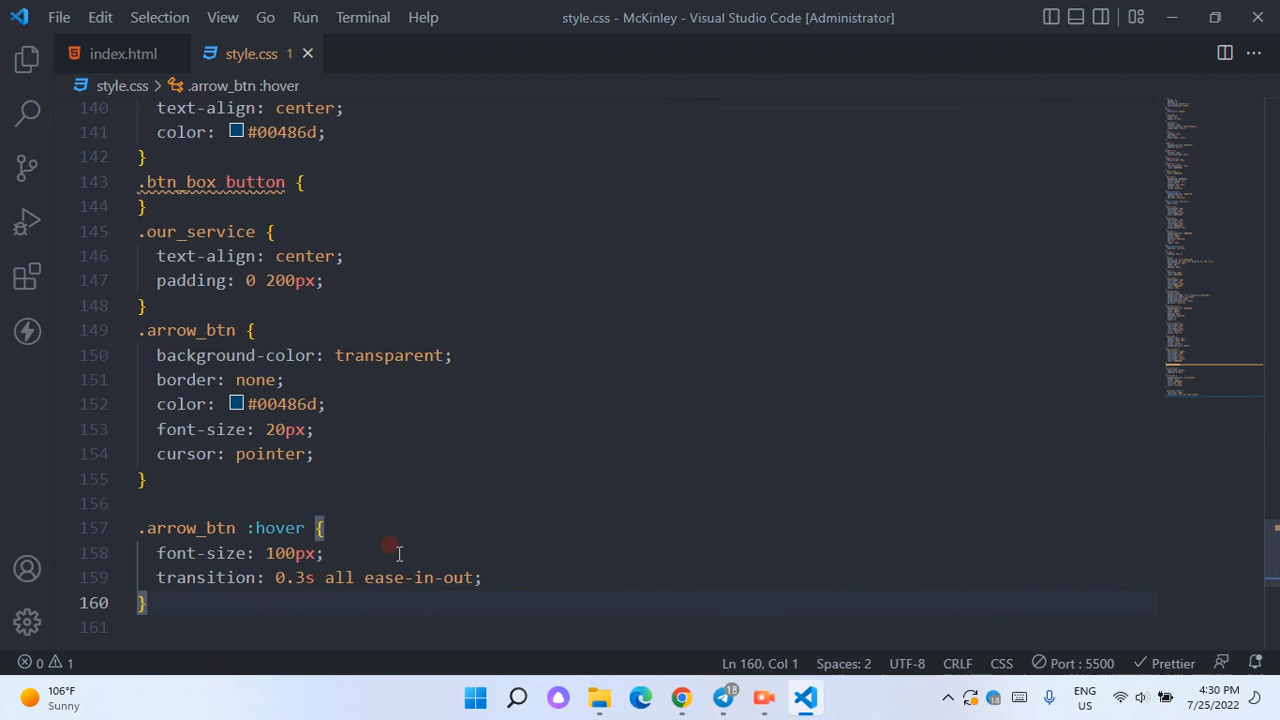 File Edit Selection View Go Run Terminal Help style.css - McKinley - Visual Studio Code [Administrator]
index.html style.css 1
style.css > .arrow_btn :hover
140 text-align: center;
141 color: #00486d;
142 }
143 .btn_box button {
144 }
145 .our_service {
146 text-align: center;
147 padding: 0 200px;
148 }
149 .arrow_btn {
150 background-color: transparent;
151 border: none;
152 color: #00486d;
153 font-size: 20px;
154 cursor: pointer;
155 }
156
157 .arrow_btn :hover {
158 font-size: 100px;
159 transition: 0.3s all ease-in-out;
160 }
161
0 1 Ln 160, Col 1 Spaces: 2 UTF-8 CRLF CSS Port : 5500 Prettier
106°F
Sunny
18
18
ENG
US
4:30 PM
7/25/2022